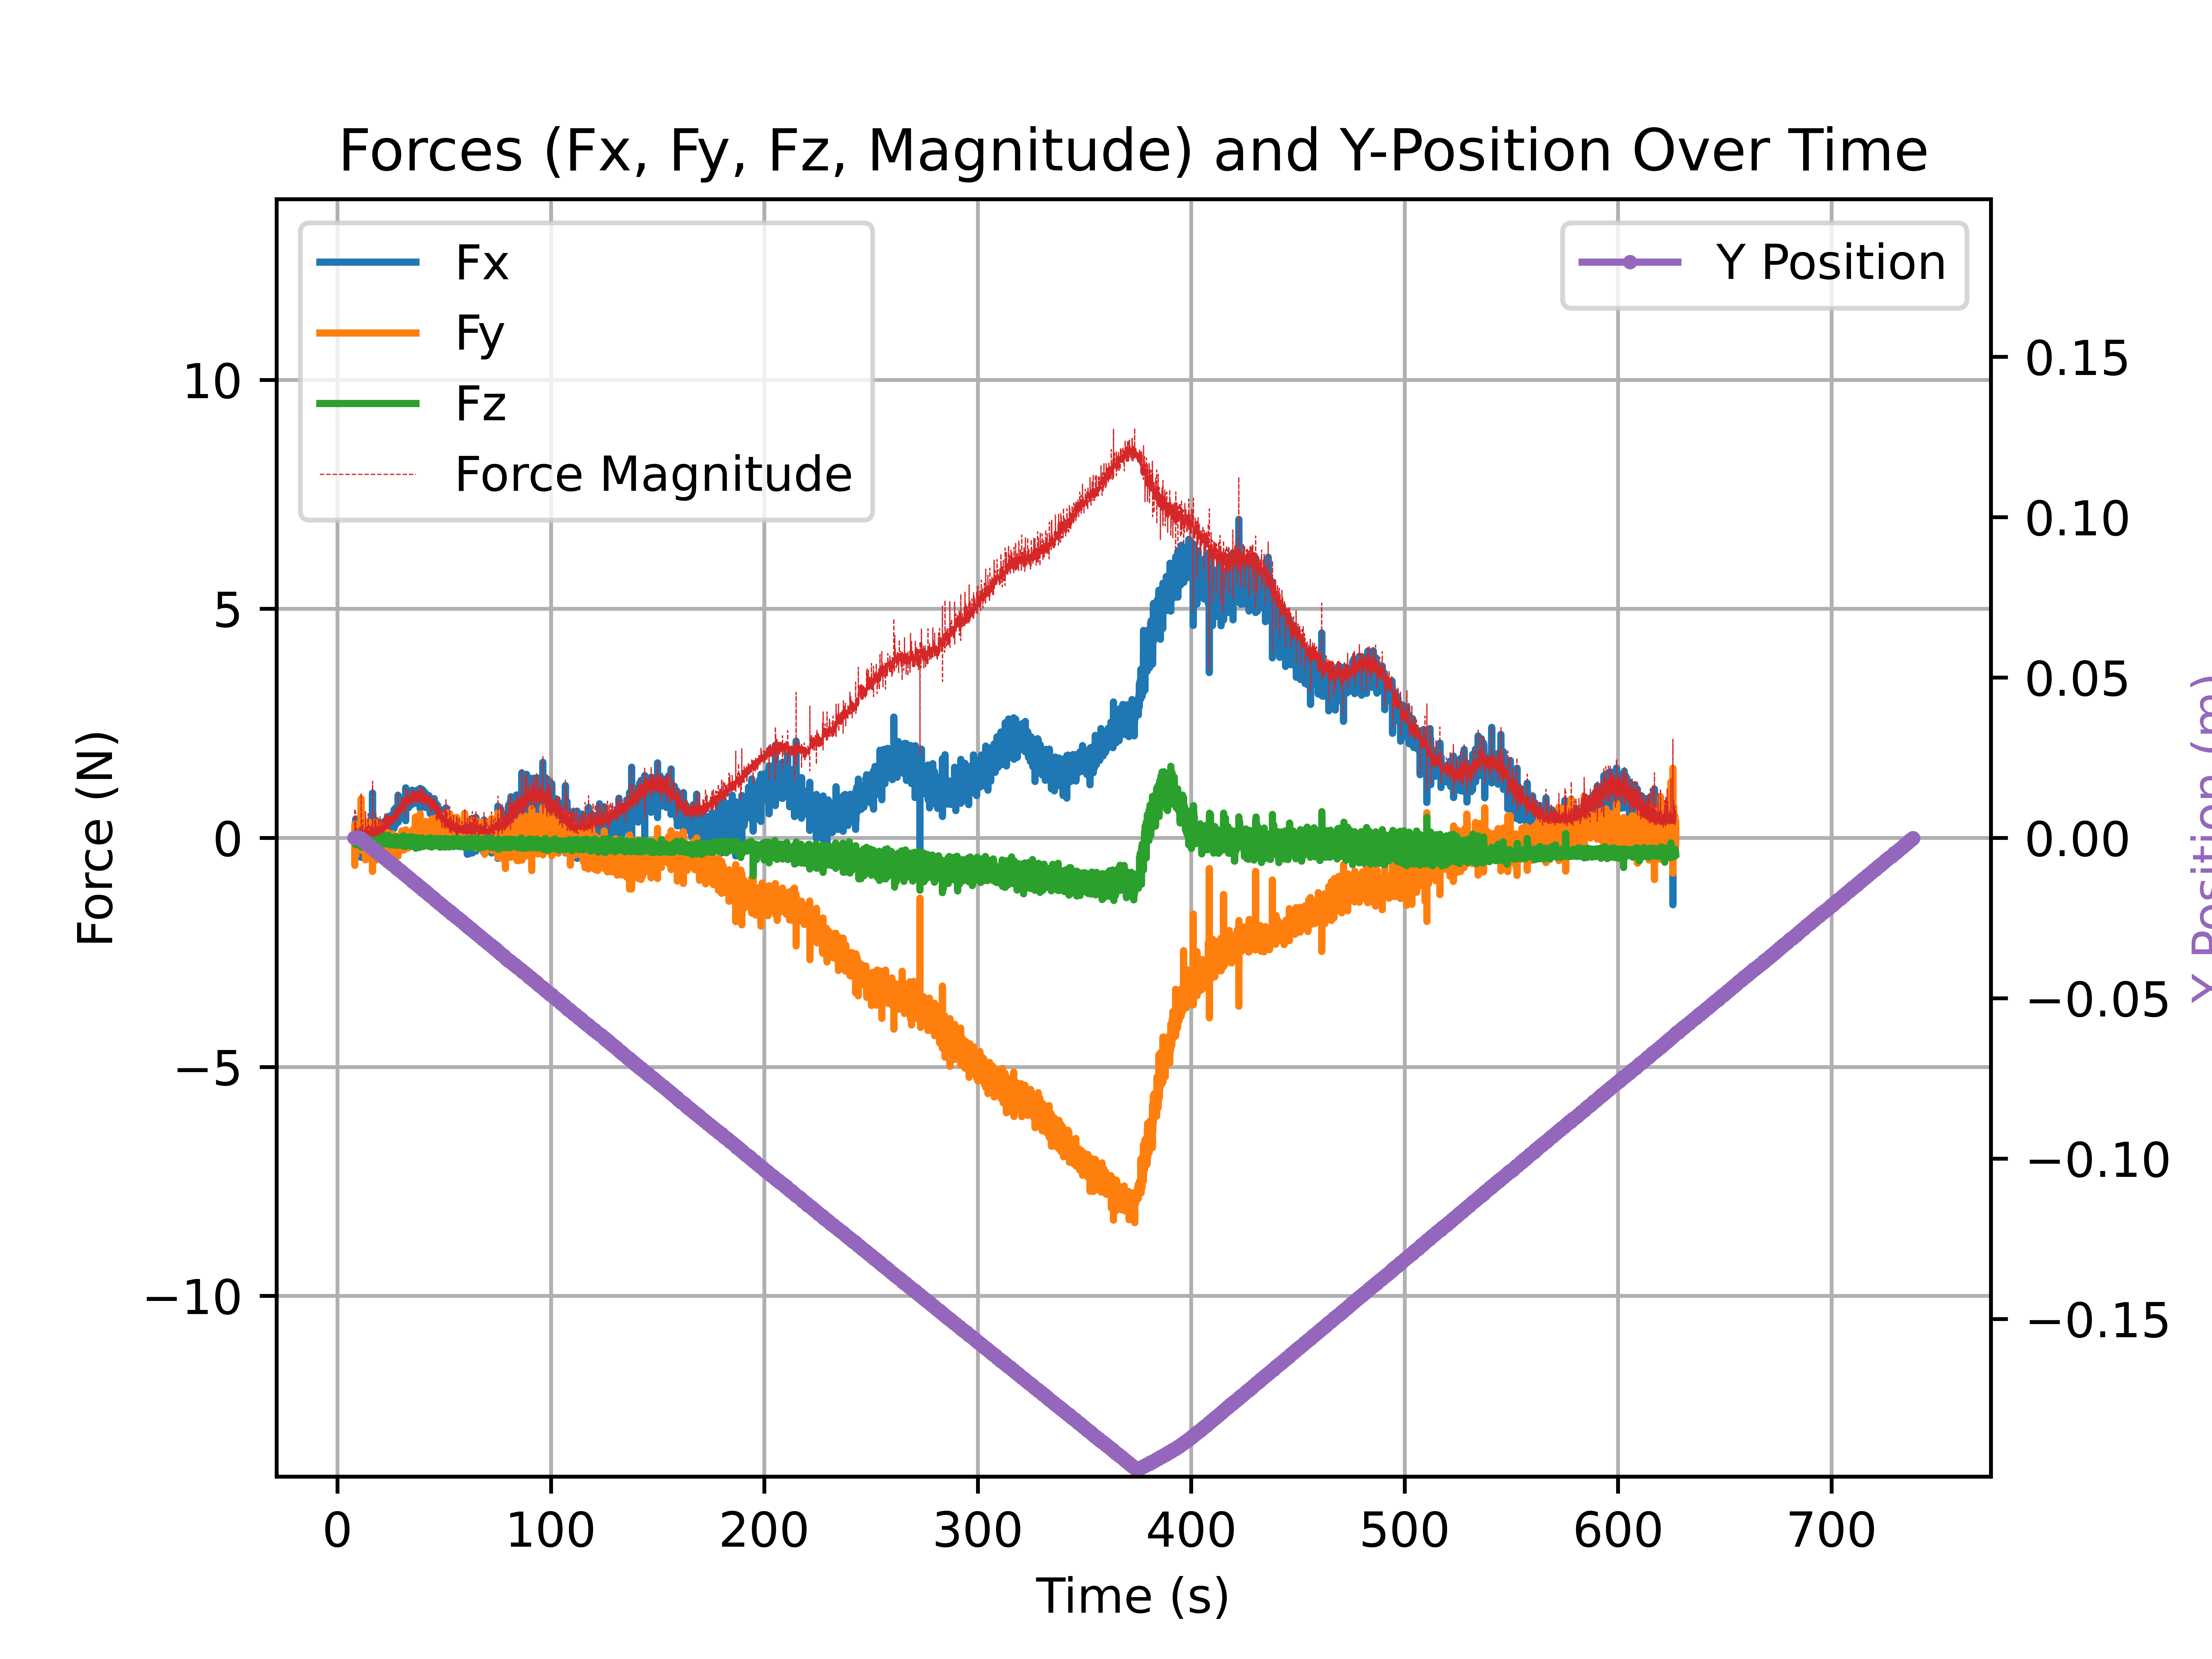 Forces (Fx, Fy, Fz, Magnitude) and Y-Position Over Time
Fx
Fy
Fz
Force Magnitude
Y Position
10
5
0
−5
−10
Force (N)
0.15
0.10
0.05
0.00
−0.05
−0.10
−0.15
Y Position (m)
0
100
200
300
400
500
600
700
Time (s)